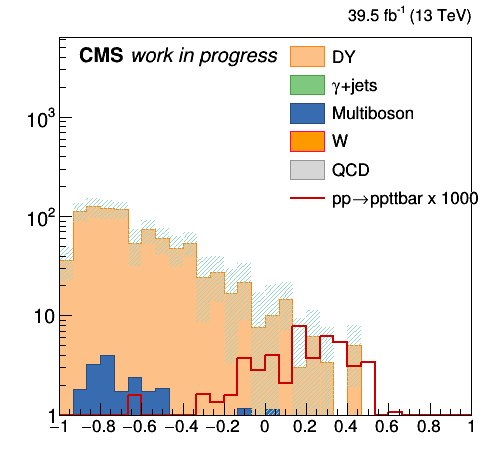 39.5 fb⁻¹ (13 TeV)
CMS work in progress
DY
γ+jets
Multiboson
W
QCD
pp→ppttbar x 1000
10³
10²
10
1
−1 −0.8 −0.6 −0.4 −0.2 0 0.2 0.4 0.6 0.8 1